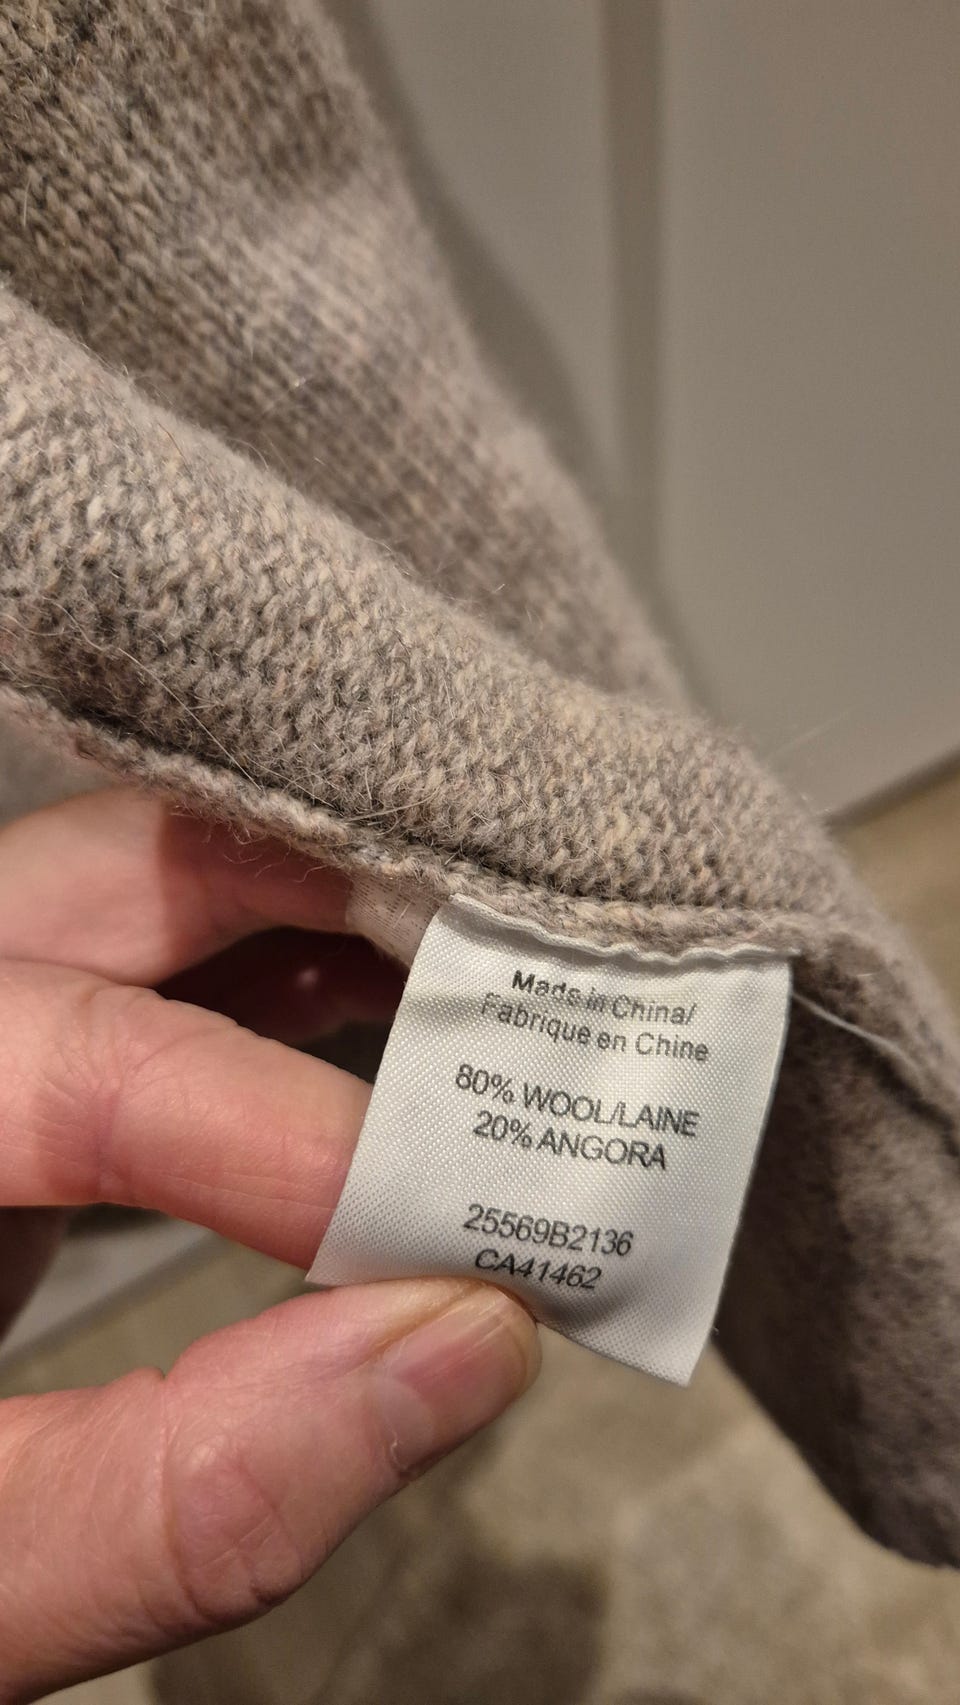 Made in China/
Fabrique en Chine
80% WOOL/LAINE
20% ANGORA
25569B2136
CA41462